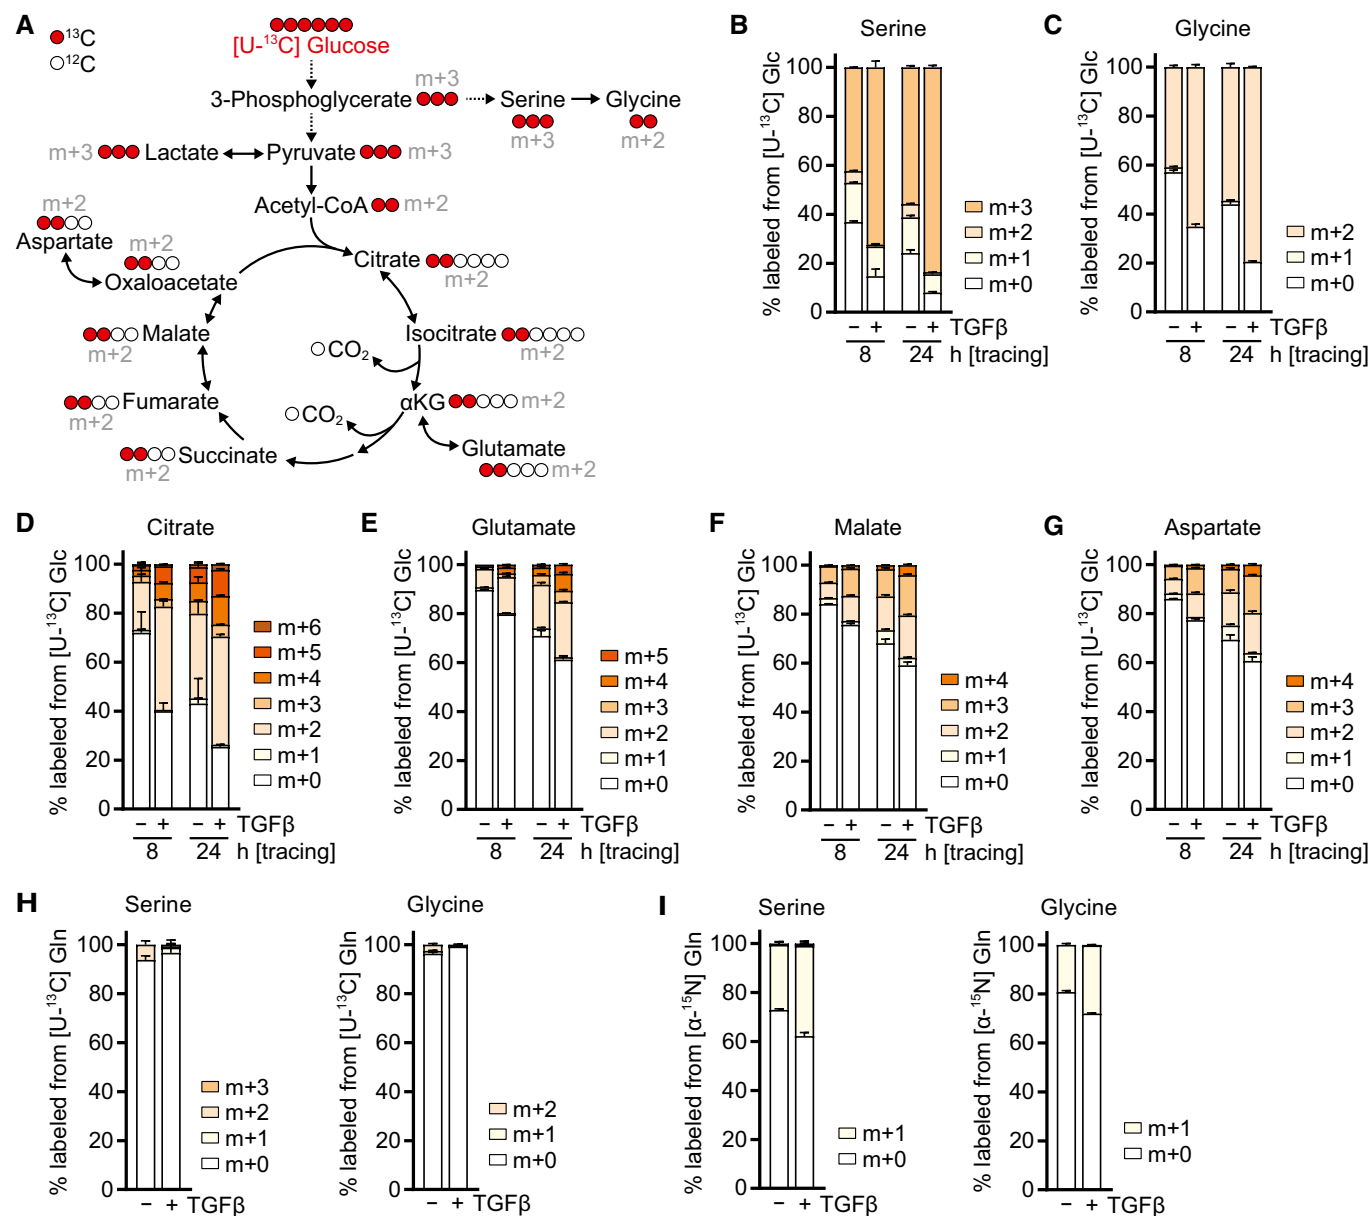 A
¹³C
¹²C
[U-¹³C] Glucose
m+3
3-Phosphoglycerate
Serine
Glycine
m+3
m+2
m+3
Lactate
Pyruvate
m+3
Acetyl-CoA
m+2
m+2
Aspartate
m+2
Oxaloacetate
Citrate
m+2
Malate
m+2
Isocitrate
m+2
CO₂
Fumarate
m+2
αKG
m+2
CO₂
Succinate
m+2
Glutamate
m+2
B
Serine
% labeled from [U-¹³C] Glc
100
80
60
40
20
0
m+3
m+2
m+1
m+0
− + − + TGFβ
8 24 h [tracing]
C
Glycine
% labeled from [U-¹³C] Glc
100
80
60
40
20
0
m+2
m+1
m+0
− + − + TGFβ
8 24 h [tracing]
D
Citrate
% labeled from [U-¹³C] Glc
100
80
60
40
20
0
m+6
m+5
m+4
m+3
m+2
m+1
m+0
− + − + TGFβ
8 24 h [tracing]
E
Glutamate
% labeled from [U-¹³C] Glc
100
80
60
40
20
0
m+5
m+4
m+3
m+2
m+1
m+0
− + − + TGFβ
8 24 h [tracing]
F
Malate
% labeled from [U-¹³C] Glc
100
80
60
40
20
0
m+4
m+3
m+2
m+1
m+0
− + − + TGFβ
8 24 h [tracing]
G
Aspartate
% labeled from [U-¹³C] Glc
100
80
60
40
20
0
m+4
m+3
m+2
m+1
m+0
− + − + TGFβ
8 24 h [tracing]
H
Serine
% labeled from [U-¹³C] Gln
100
80
60
40
20
0
m+3
m+2
m+1
m+0
− + TGFβ
Glycine
% labeled from [U-¹³C] Gln
100
80
60
40
20
0
m+2
m+1
m+0
− + TGFβ
I
Serine
% labeled from [α-¹⁵N] Gln
100
80
60
40
20
0
m+1
m+0
− + TGFβ
Glycine
% labeled from [α-¹⁵N] Gln
100
80
60
40
20
0
m+1
m+0
− + TGFβ